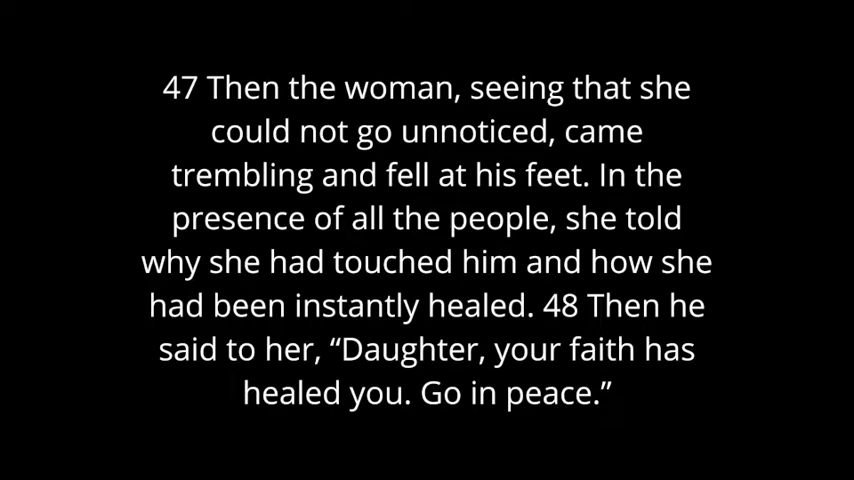 47 Then the woman, seeing that she
could not go unnoticed, came
trembling and fell at his feet. In the
presence of all the people, she told
why she had touched him and how she
had been instantly healed. 48 Then he
said to her, “Daughter, your faith has
healed you. Go in peace.”